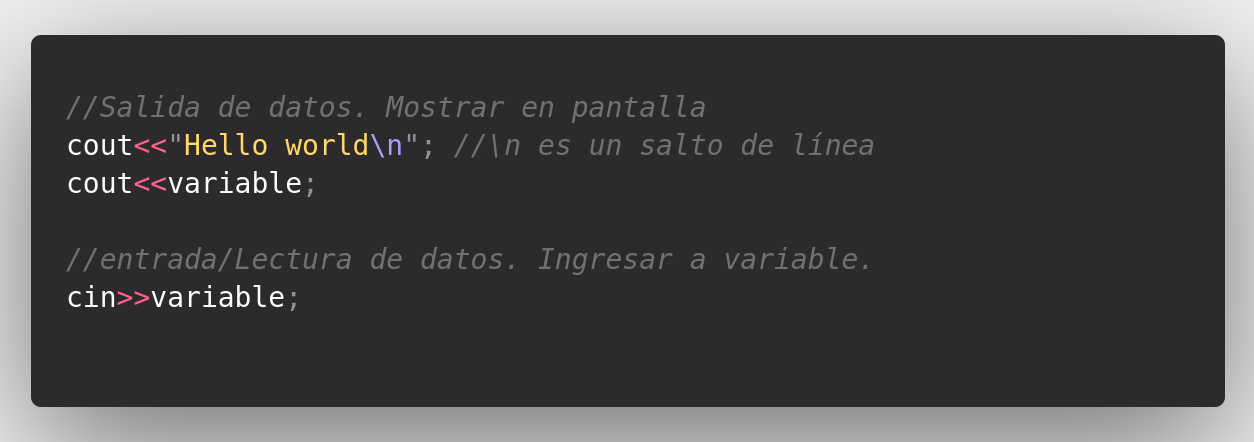 //Salida de datos. Mostrar en pantalla
cout<<"Hello world\n"; //\n es un salto de línea
cout<<variable;
//entrada/Lectura de datos. Ingresar a variable.
cin>>variable;